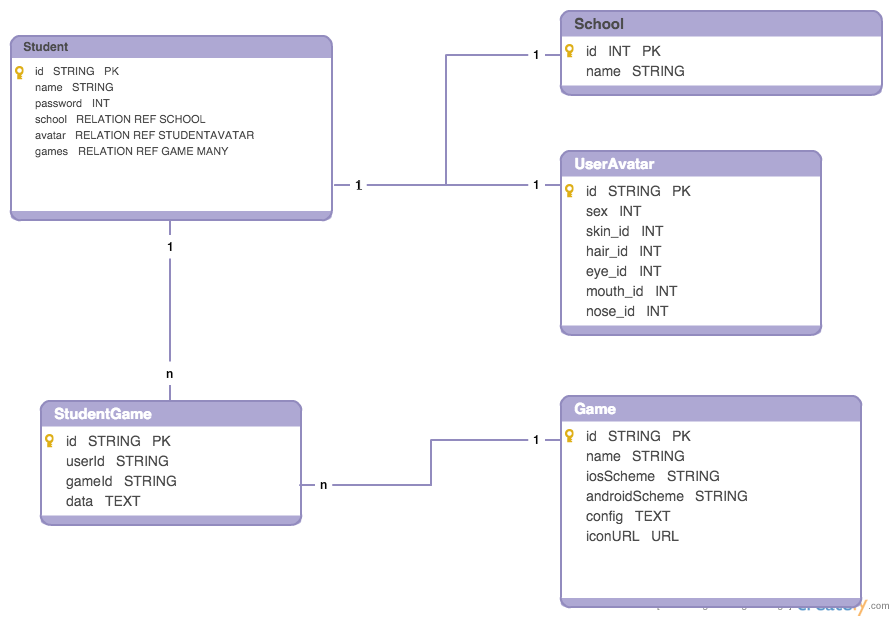 Student
id STRING PK
name STRING
password INT
school RELATION REF SCHOOL
avatar RELATION REF STUDENTAVATAR
games RELATION REF GAME MANY
School
id INT PK
name STRING
1
1
1
UserAvatar
id STRING PK
sex INT
skin_id INT
hair_id INT
eye_id INT
mouth_id INT
nose_id INT
1
n
StudentGame
id STRING PK
userId STRING
gameId STRING
data TEXT
n
1
Game
id STRING PK
name STRING
iosScheme STRING
androidScheme STRING
config TEXT
iconURL URL
.com